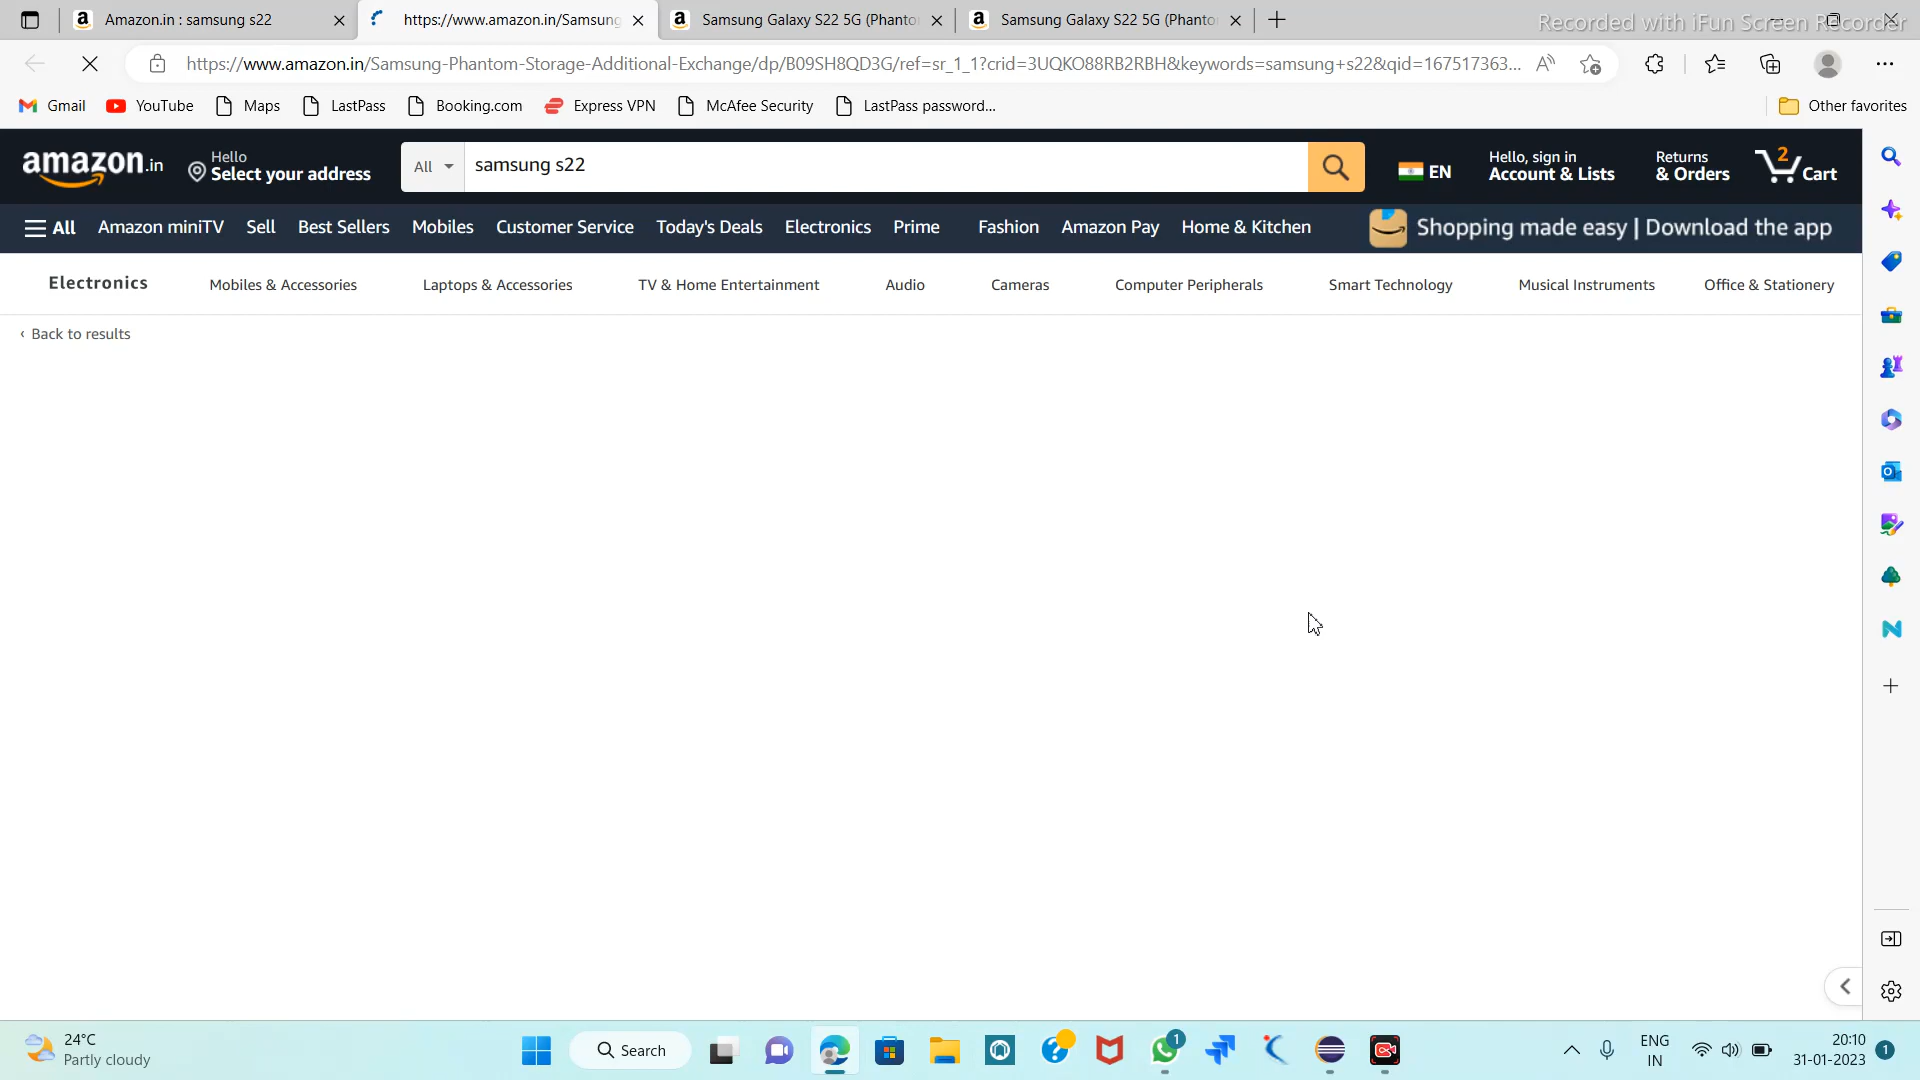 Amazon.in : samsung s22
https://www.amazon.in/Samsung
Samsung Galaxy S22 5G (Phanto
Samsung Galaxy S22 5G (Phanto
Recorded with iFun Screen Recorder
https://www.amazon.in/Samsung-Phantom-Storage-Additional-Exchange/dp/B09SH8QD3G/ref=sr_1_1?crid=3UQKO88RB2RBH&keywords=samsung+s22&qid=167517363...
Gmail
YouTube
Maps
LastPass
Booking.com
Express VPN
McAfee Security
LastPass password...
Other favorites
amazon.in
Hello
Select your address
All
samsung s22
EN
Hello, sign in
Account & Lists
Returns
& Orders
2
Cart
All
Amazon miniTV
Sell
Best Sellers
Mobiles
Customer Service
Today's Deals
Electronics
Prime
Fashion
Amazon Pay
Home & Kitchen
Shopping made easy | Download the app
Electronics
Mobiles & Accessories
Laptops & Accessories
TV & Home Entertainment
Audio
Cameras
Computer Peripherals
Smart Technology
Musical Instruments
Office & Stationery
‹ Back to results
24°C
Partly cloudy
Search
1
ENG
IN
20:10
31-01-2023
1